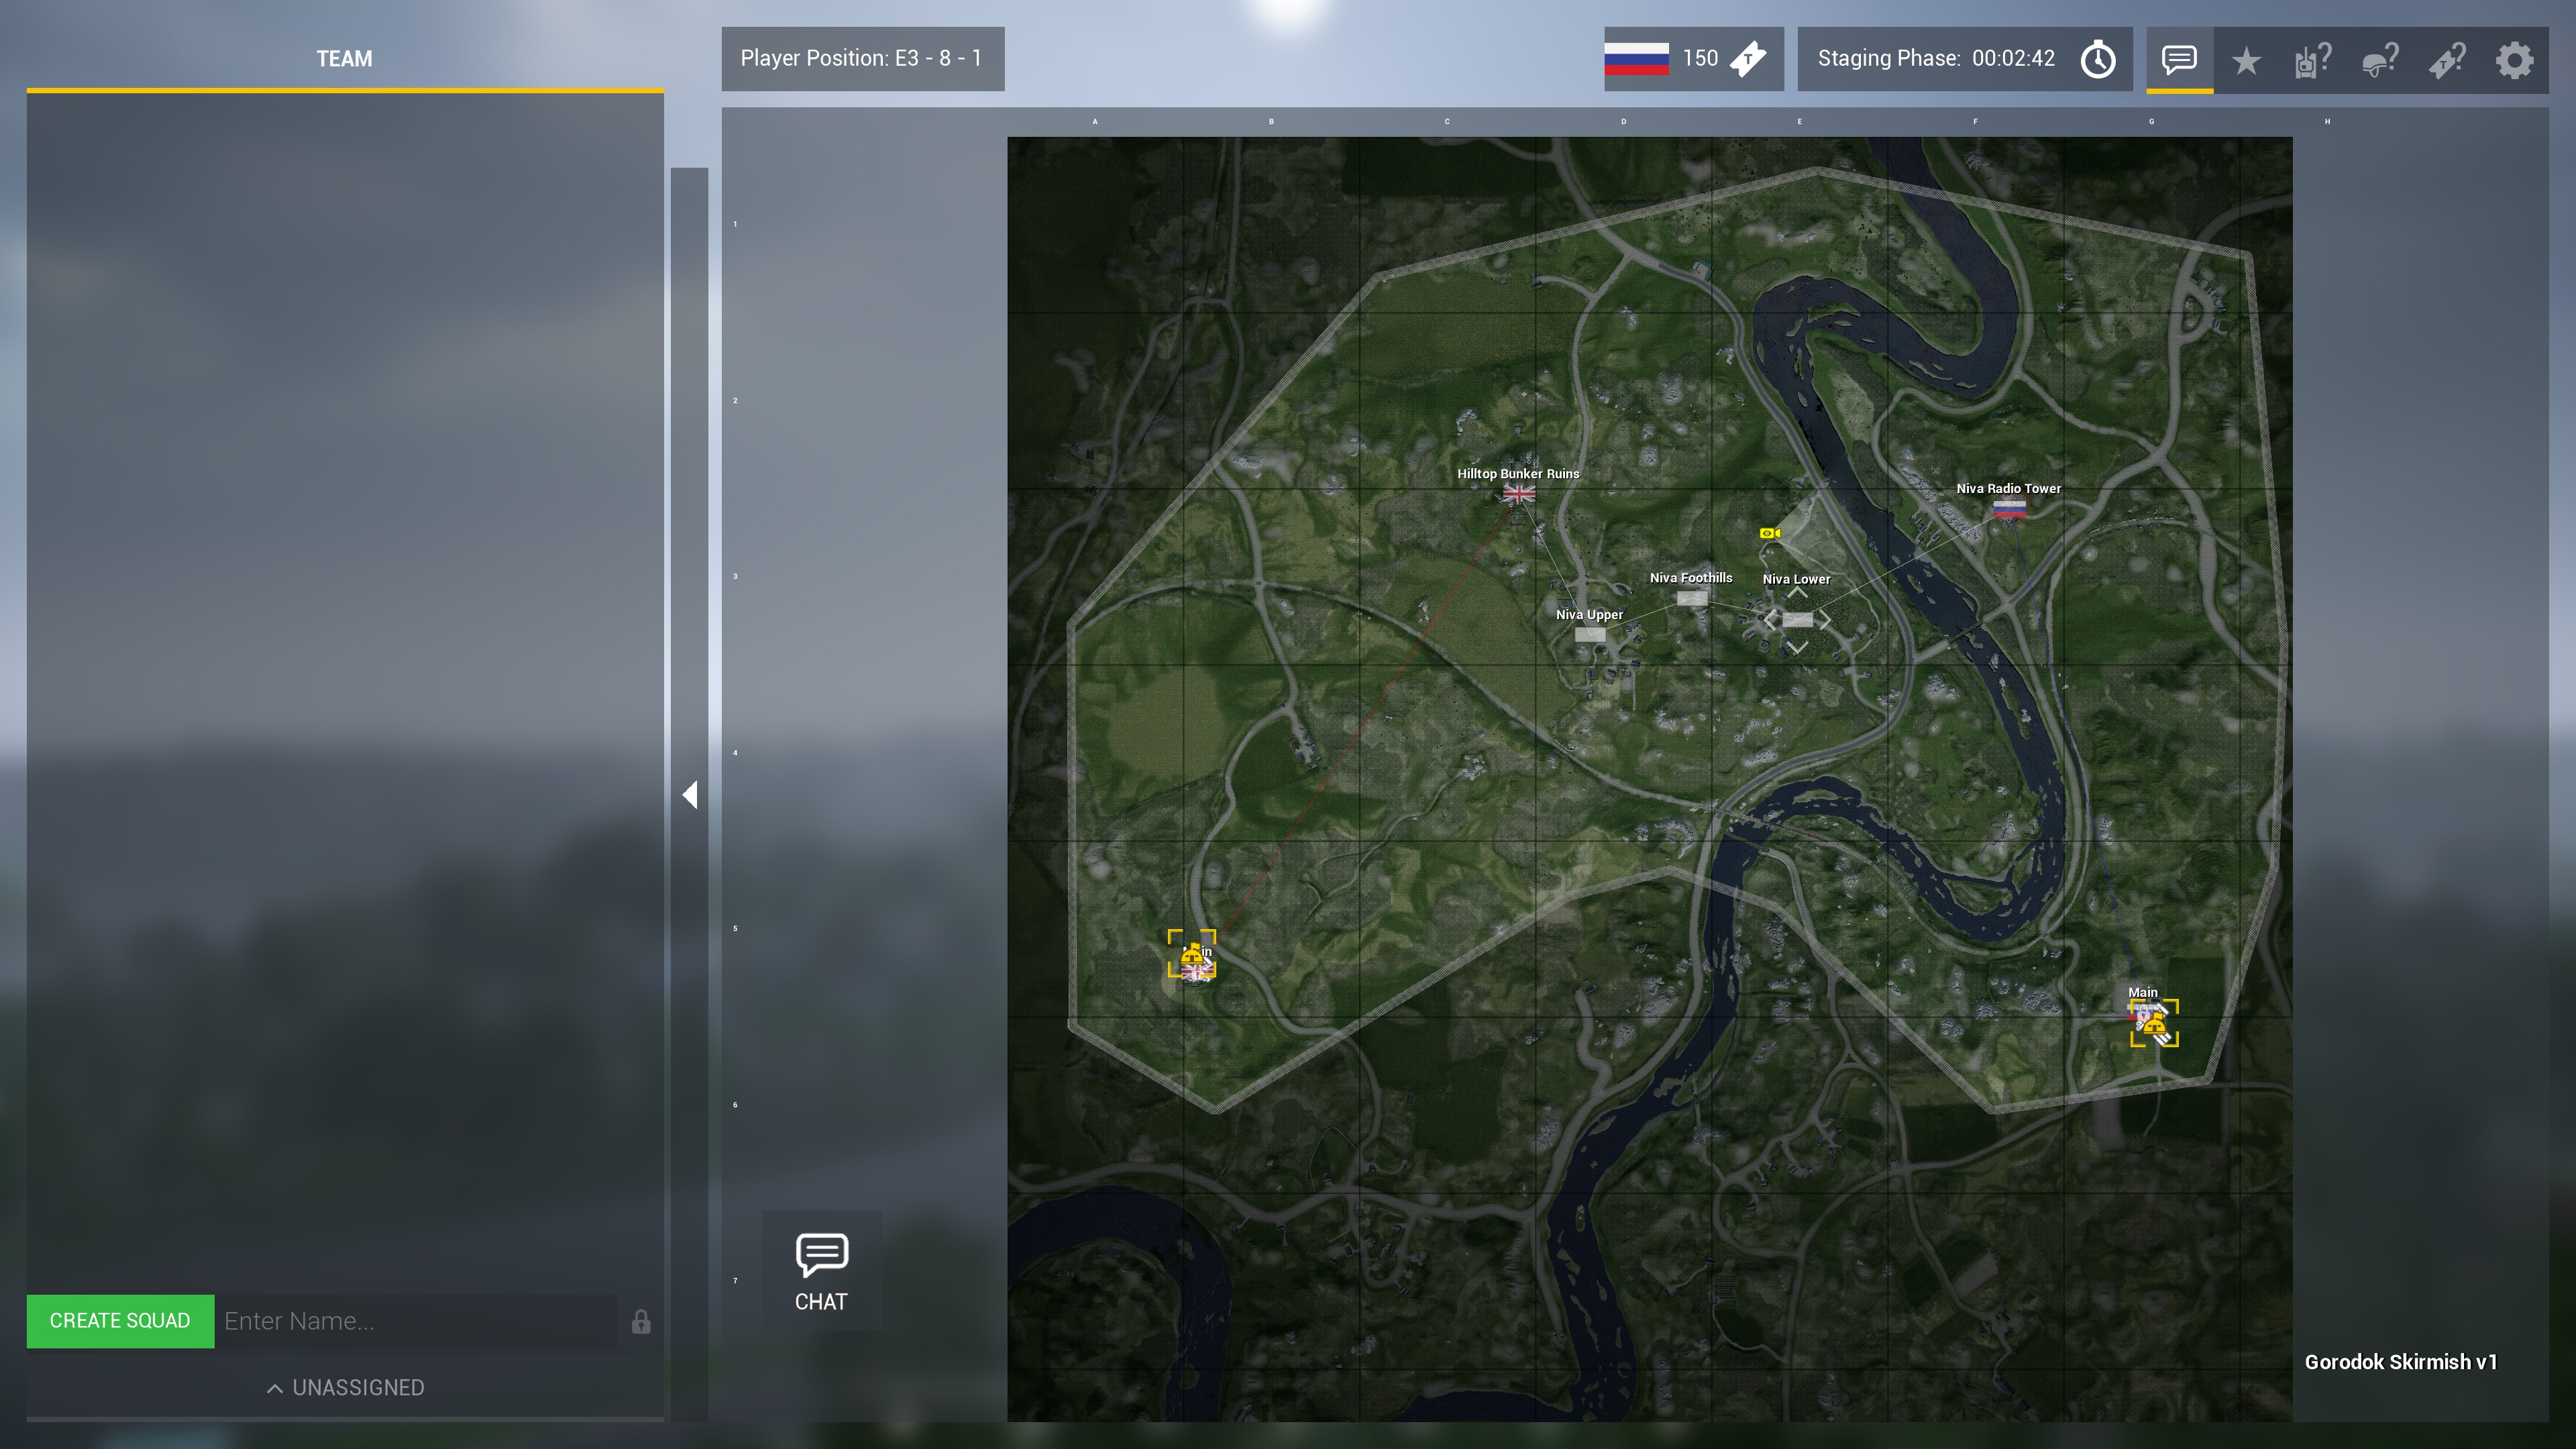 TEAM
Player Position: E3 - 8 - 1
150
T
Staging Phase: 00:02:42
A
B
C
D
E
F
G
H
1
2
3
4
5
6
7
Hilltop Bunker Ruins
Niva Radio Tower
Niva Foothills
Niva Lower
Niva Upper
Main
CHAT
CREATE SQUAD
Enter Name...
UNASSIGNED
Gorodok Skirmish v1